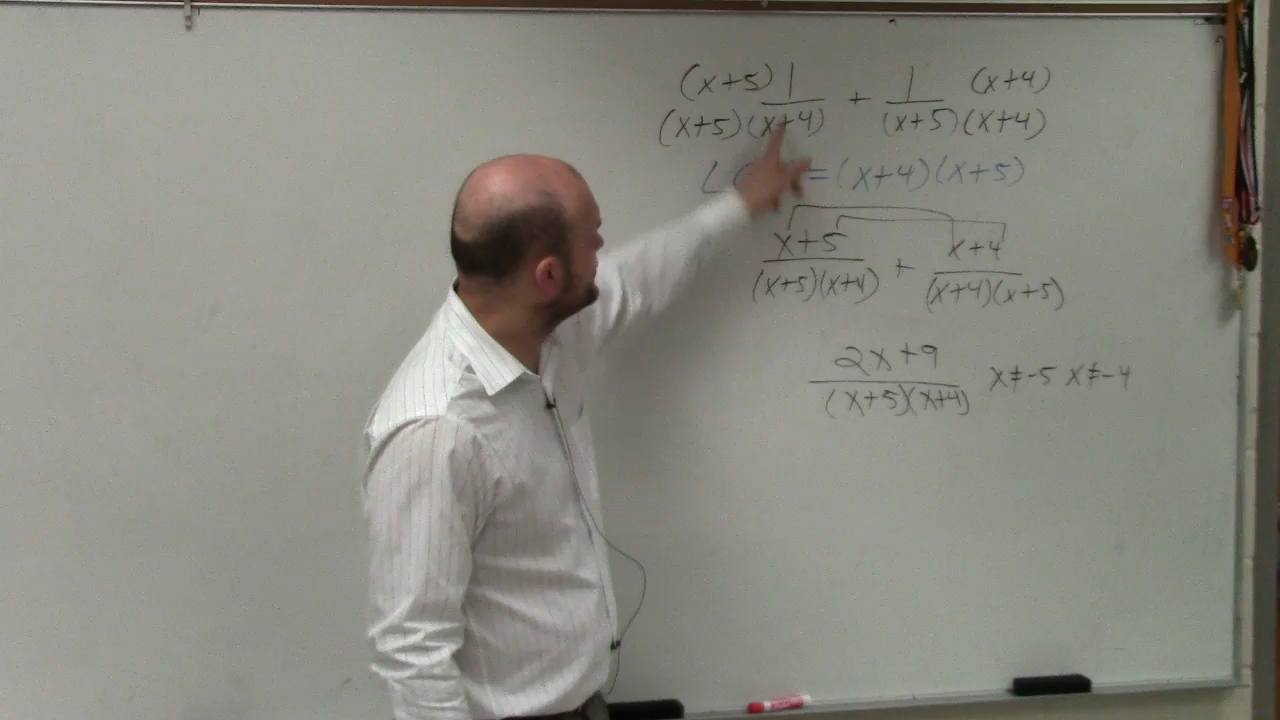 (x+5) 1 + 1 (x+4)
(x+5)(x+4) (x+5)(x+4)
= (x+4)(x+5)
x+5 + x+4
(x+5)(x+4) (x+4)(x+5)
2x+9 x≠-5 x≠-4
(x+5)(x+4)